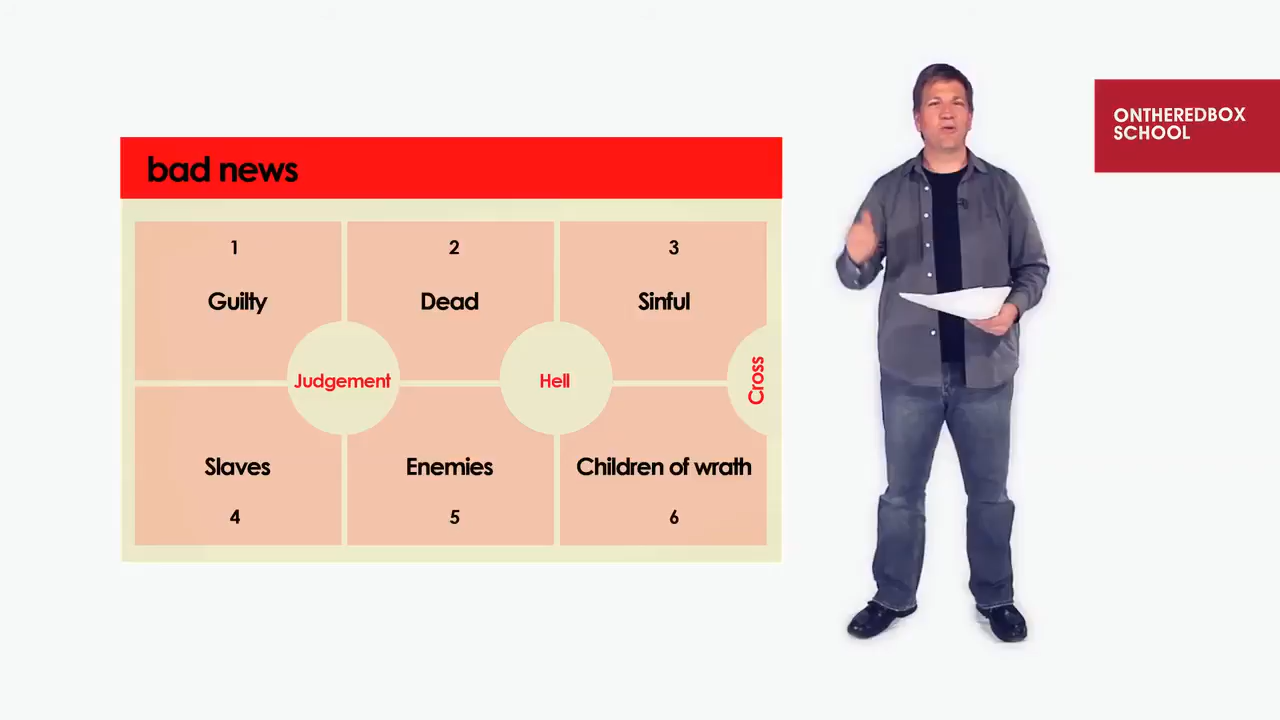 ONTHEREDBOX
SCHOOL
bad news
1
2
3
Guilty
Dead
Sinful
Judgement
Hell
Cross
Slaves
Enemies
Children of wrath
4
5
6